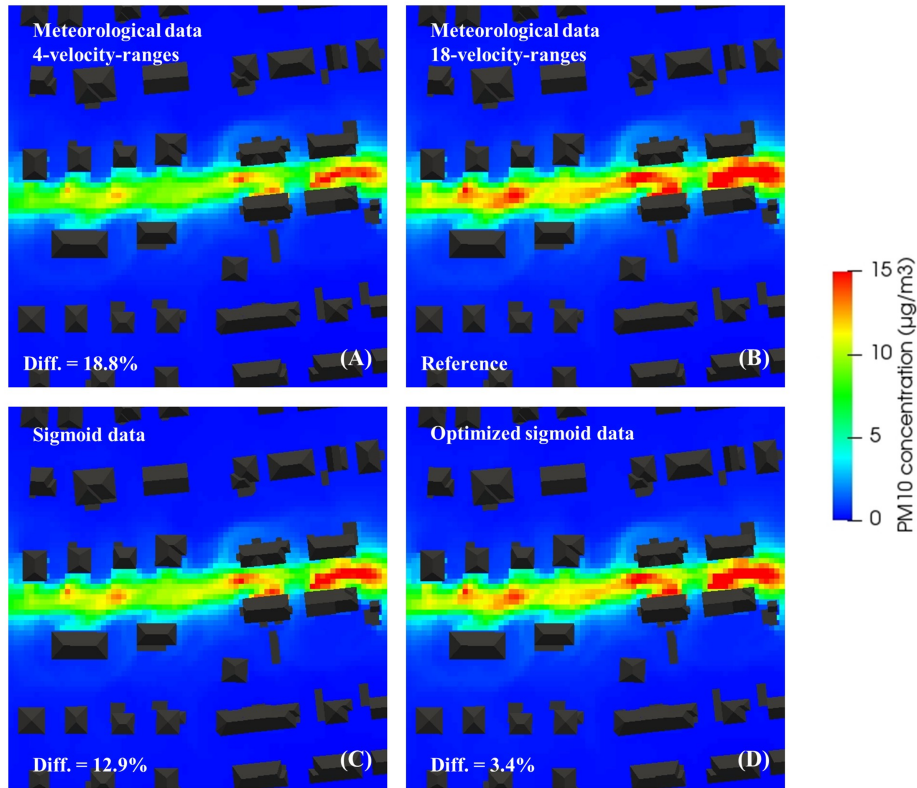 Meteorological data
4-velocity-ranges
Diff. = 18.8%
(A)
Meteorological data
18-velocity-ranges
Reference
(B)
Sigmoid data
Diff. = 12.9%
(C)
Optimized sigmoid data
Diff. = 3.4%
(D)
15
10
5
0
PM10 concentration (µg/m3)